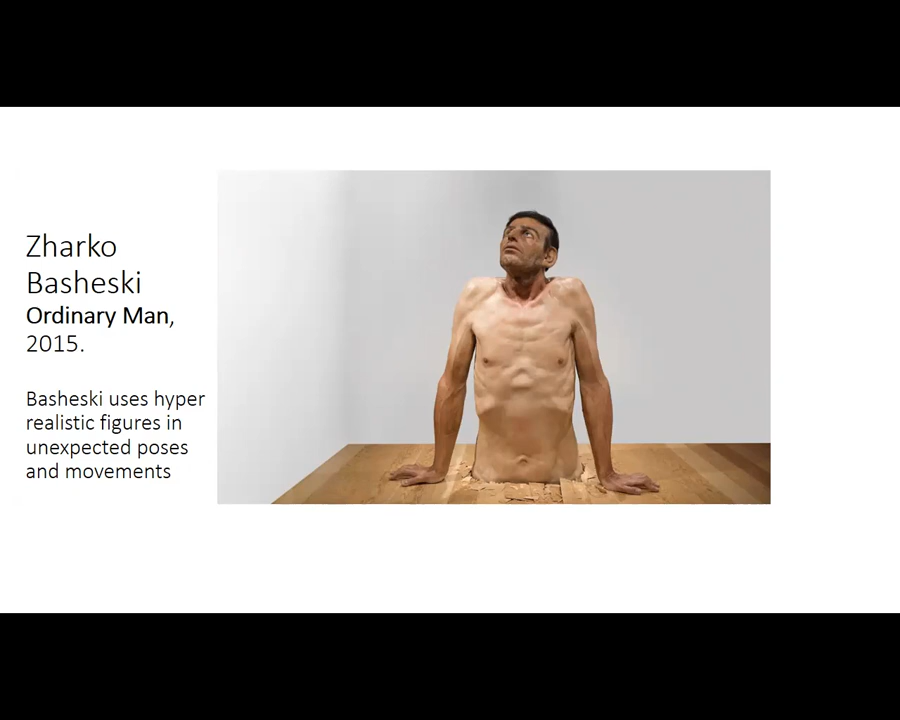 Zharko
Basheski
Ordinary Man,
2015.
Basheski uses hyper
realistic figures in
unexpected poses
and movements